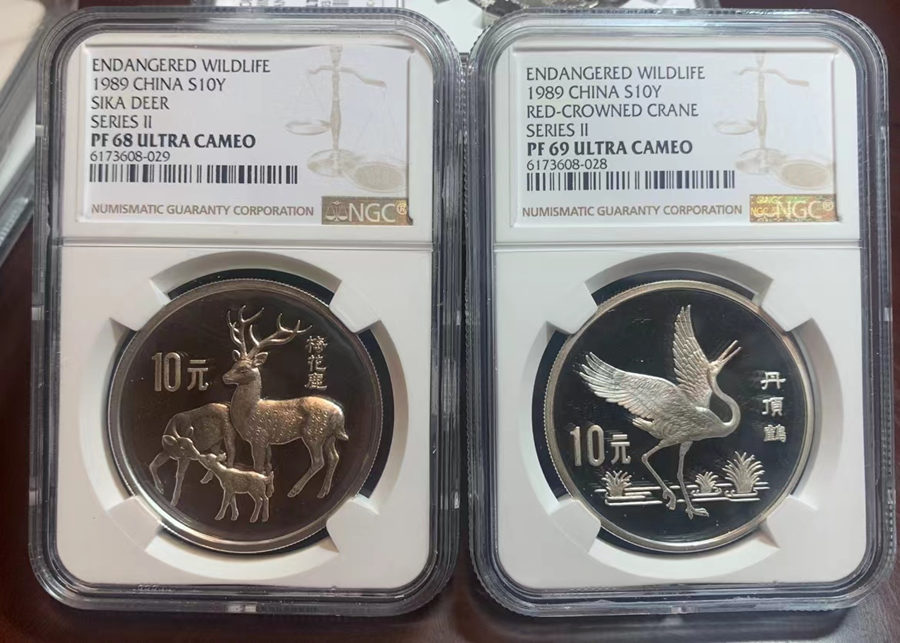 ENDANGERED WILDLIFE
1989 CHINA S10Y
SIKA DEER
SERIES II
PF 68 ULTRA CAMEO
6173608-029
NUMISMATIC GUARANTY CORPORATION
NGC®
10元
梅花鹿
ENDANGERED WILDLIFE
1989 CHINA S10Y
RED-CROWNED CRANE
SERIES II
PF 69 ULTRA CAMEO
6173608-028
NUMISMATIC GUARANTY CORPORATION
NGC®
10元
丹頂鶴